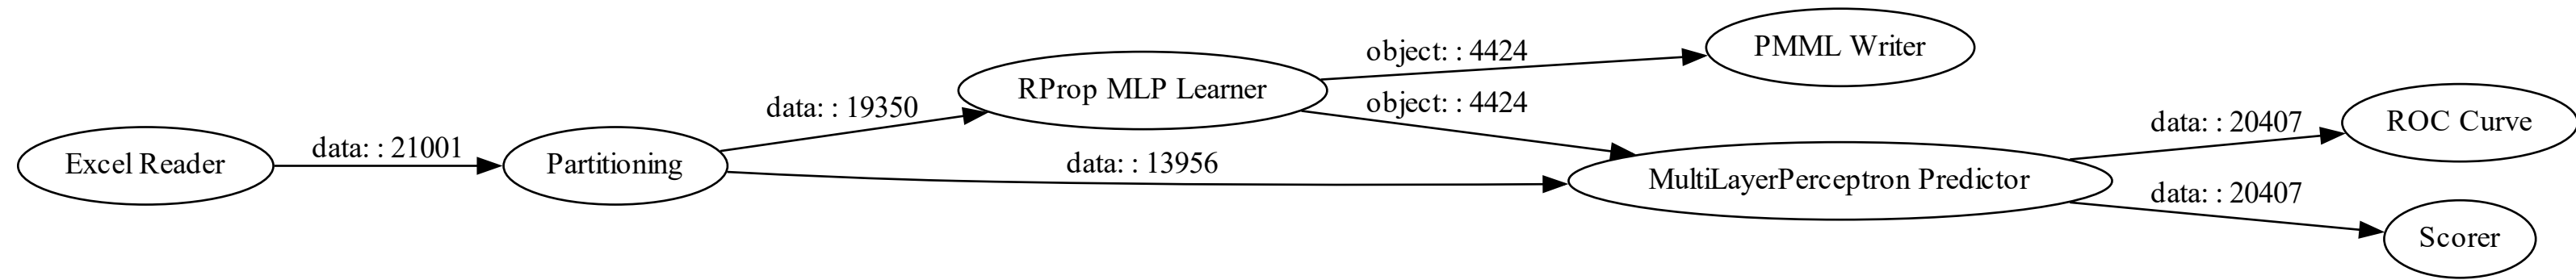 Excel Reader
data: : 21001
Partitioning
data: : 19350
data: : 13956
RProp MLP Learner
object: : 4424
object: : 4424
PMML Writer
MultiLayerPerceptron Predictor
data: : 20407
data: : 20407
ROC Curve
Scorer